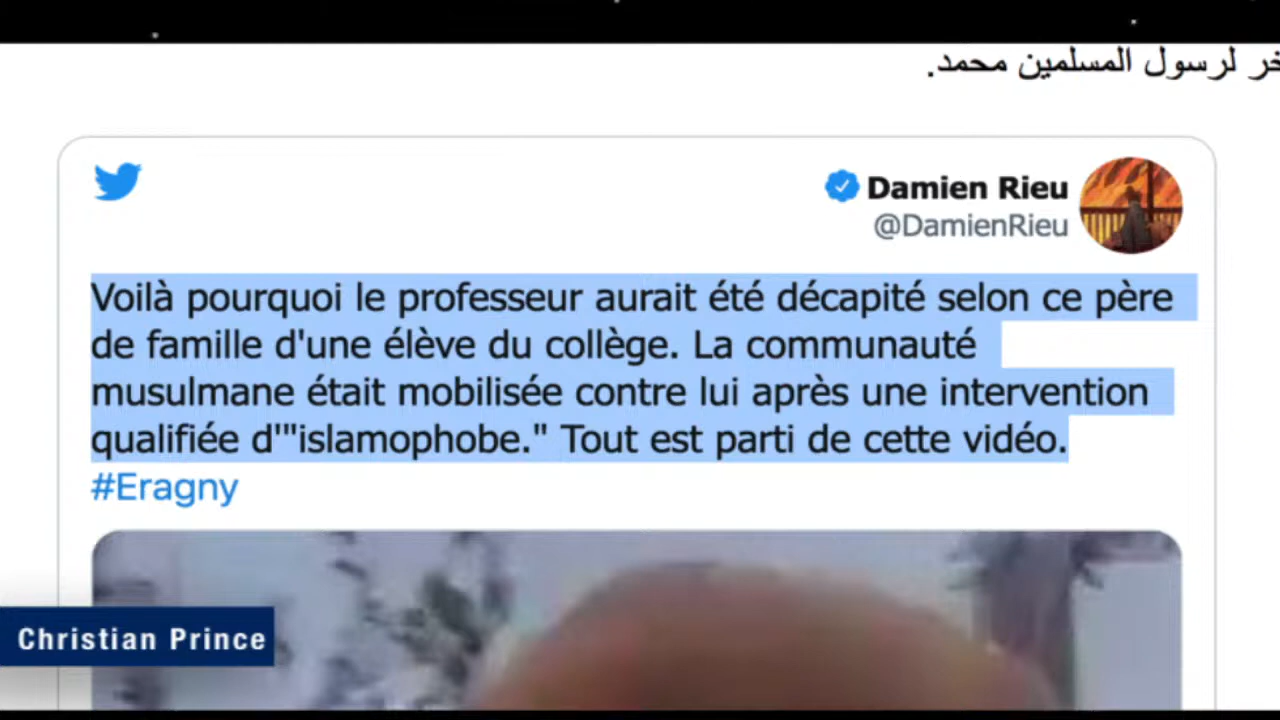 لرسول المسلمين محمد.
Damien Rieu
@DamienRieu
Voilà pourquoi le professeur aurait été décapité selon ce père
de famille d'une élève du collège. La communauté
musulmane était mobilisée contre lui après une intervention
qualifiée d'"islamophobe." Tout est parti de cette vidéo.
#Eragny
Christian Prince